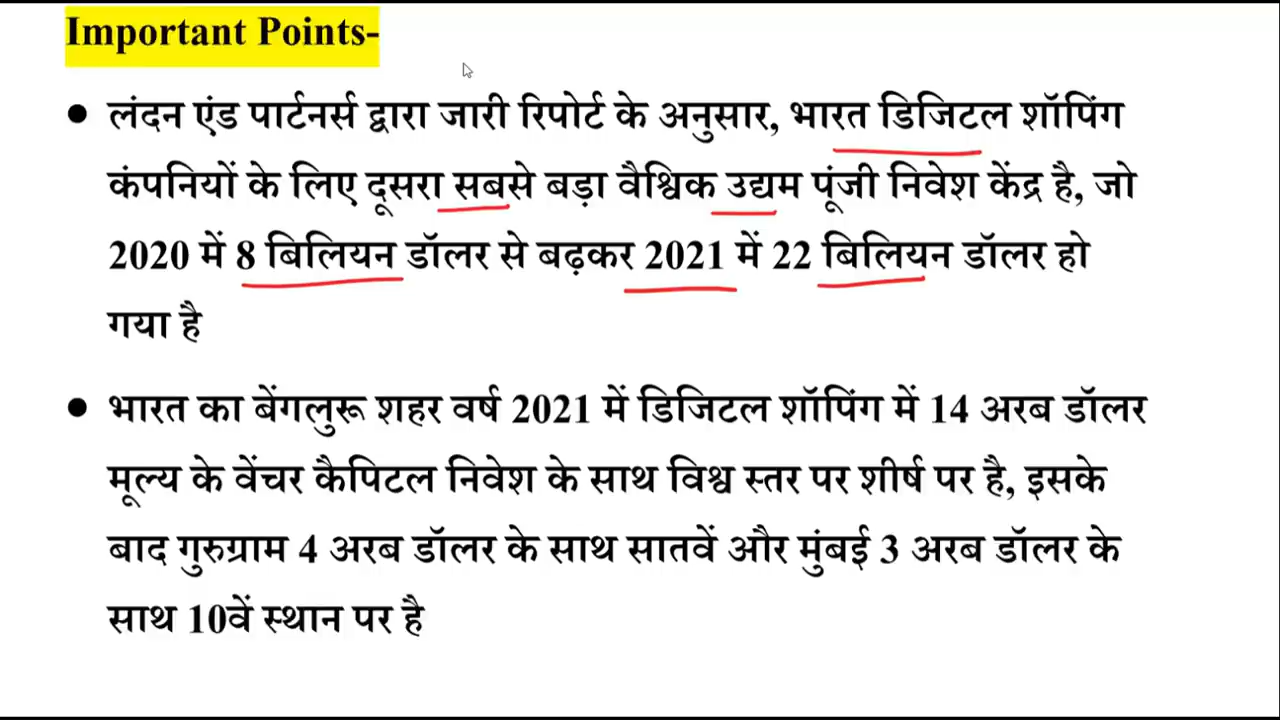 Important Points-
• लंदन एंड पार्टनर्स द्वारा जारी रिपोर्ट के अनुसार, भारत डिजिटल शॉपिंग
कंपनियों के लिए दूसरा सबसे बड़ा वैश्विक उद्यम पूंजी निवेश केंद्र है, जो
2020 में 8 बिलियन डॉलर से बढ़कर 2021 में 22 बिलियन डॉलर हो
गया है
• भारत का बेंगलुरू शहर वर्ष 2021 में डिजिटल शॉपिंग में 14 अरब डॉलर
मूल्य के वेंचर कैपिटल निवेश के साथ विश्व स्तर पर शीर्ष पर है, इसके
बाद गुरुग्राम 4 अरब डॉलर के साथ सातवें और मुंबई 3 अरब डॉलर के
साथ 10वें स्थान पर है